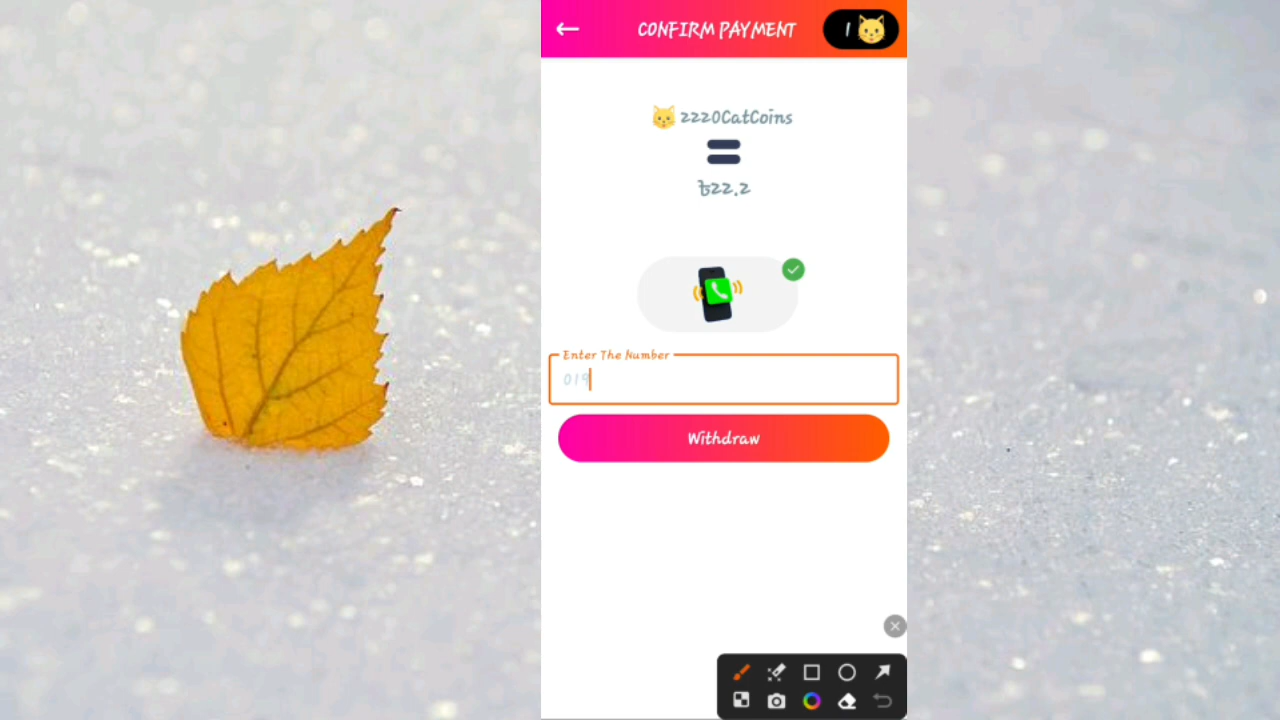 CONFIRM PAYMENT
1
2220CatCoins
৳22.2
Enter The Number
019
Withdraw